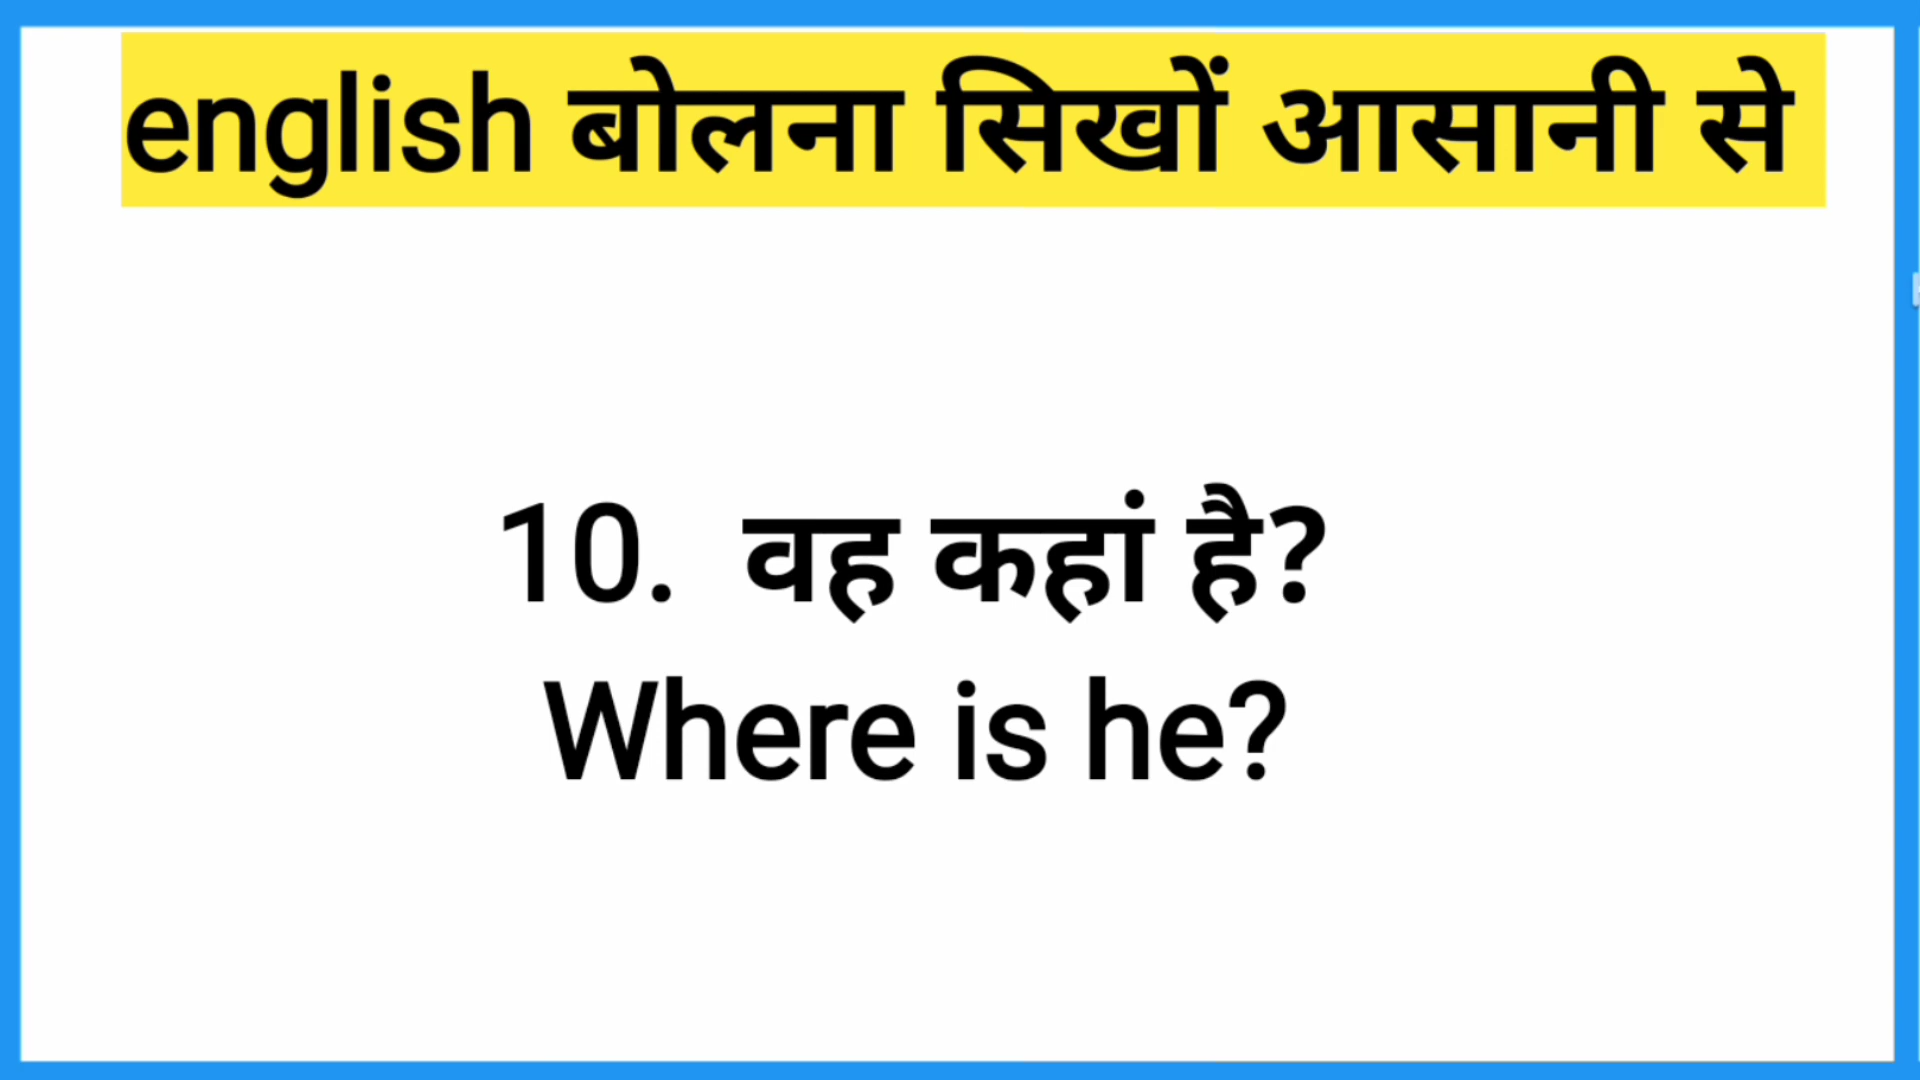 english बोलना सिखों आसानी से
10. वह कहां है?
Where is he?